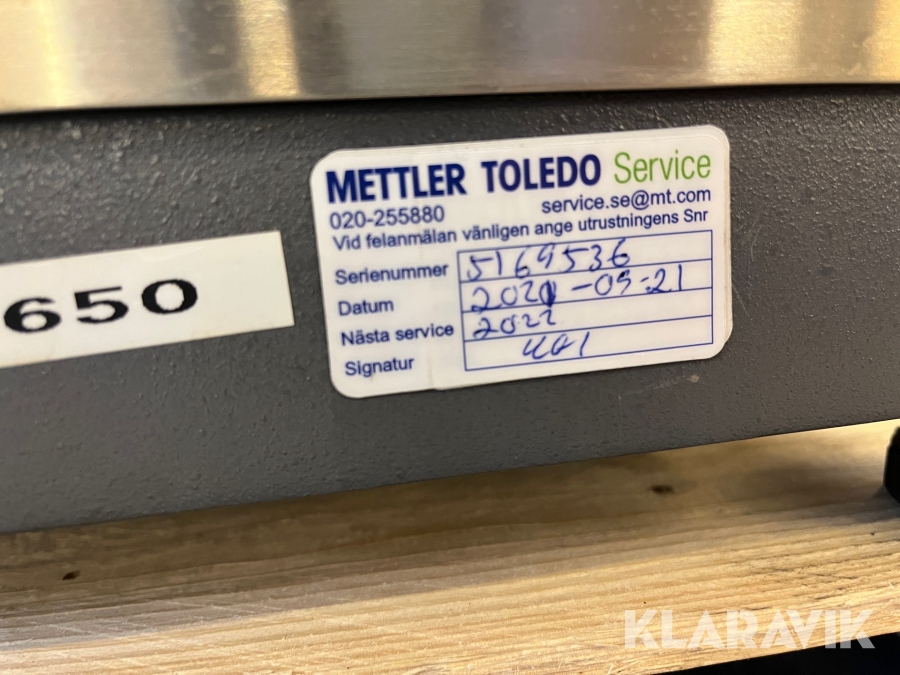 METTLER TOLEDO Service
020-255880 service.se@mt.com
Vid felanmälan vänligen ange utrustningens Snr
Serienummer 5169536
Datum 2021-09-21
Nästa service 2022
Signatur
650
KLARAVIK